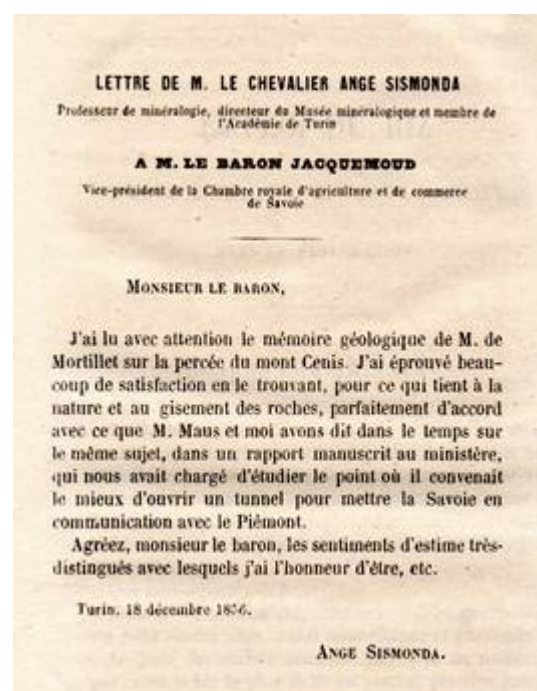 LETTRE DE M. LE CHEVALIER ANGE SISMONDA
Professeur de minéralogie, directeur du Musée minéralogique et membre de
l'Académie de Turin
A M. LE BARON JACQUEMOUD
Vice-président de la Chambre royale d'agriculture et de commerce
de Savoie
MONSIEUR LE BARON,
J'ai lu avec attention le mémoire géologique de M. de
Mortillet sur la percée du mont Cenis. J'ai éprouvé beau-
coup de satisfaction en le trouvant, pour ce qui tient à la
nature et au gisement des roches, parfaitement d'accord
avec ce que M. Maus et moi avons dit dans le temps sur
le même sujet, dans un rapport manuscrit au ministère,
qui nous avait chargé d'étudier le point où il convenait
le mieux d'ouvrir un tunnel pour mettre la Savoie en
communication avec le Piémont.
Agréez, monsieur le baron, les sentiments d'estime très-
distingués avec lesquels j'ai l'honneur d'être, etc.
Turin, 18 décembre 1856.
ANGE SISMONDA.